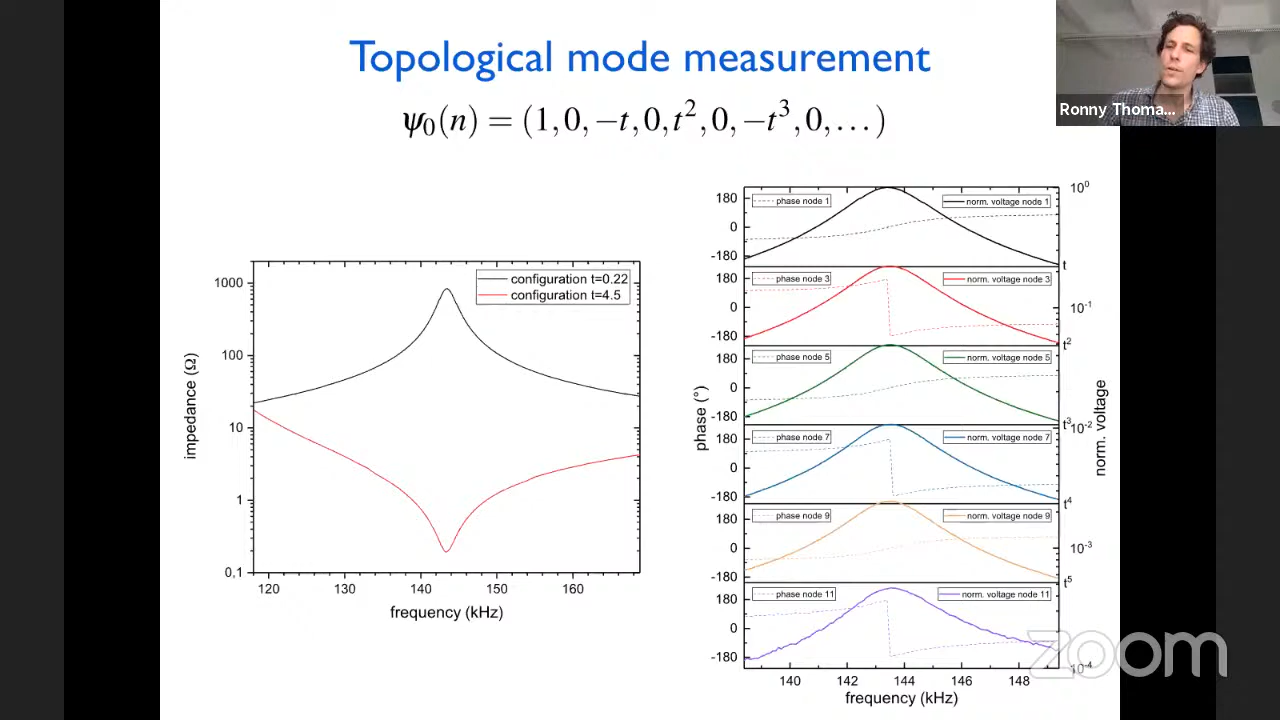 Topological mode measurement
ψ₀(n) = (1, 0, −t, 0, t², 0, −t³, 0, … )
Ronny Thoma...
configuration t=0.22
configuration t=4.5
1000
100
10
1
0,1
impedance (Ω)
120 130 140 150 160
frequency (kHz)
phase node 1
norm. voltage node 1
180
0
-180
phase node 3
norm. voltage node 3
180
0
-180
phase node 5
norm. voltage node 5
180
0
-180
phase node 7
norm. voltage node 7
180
0
-180
phase node 9
norm. voltage node 9
180
0
-180
phase node 11
norm. voltage node 11
180
0
-180
phase (°)
10⁰
t
10⁻¹
t²
t³
10⁻²
t⁴
10⁻³
t⁵
10⁻⁴
norm. voltage
140 142 144 146 148
frequency (kHz)
zoom